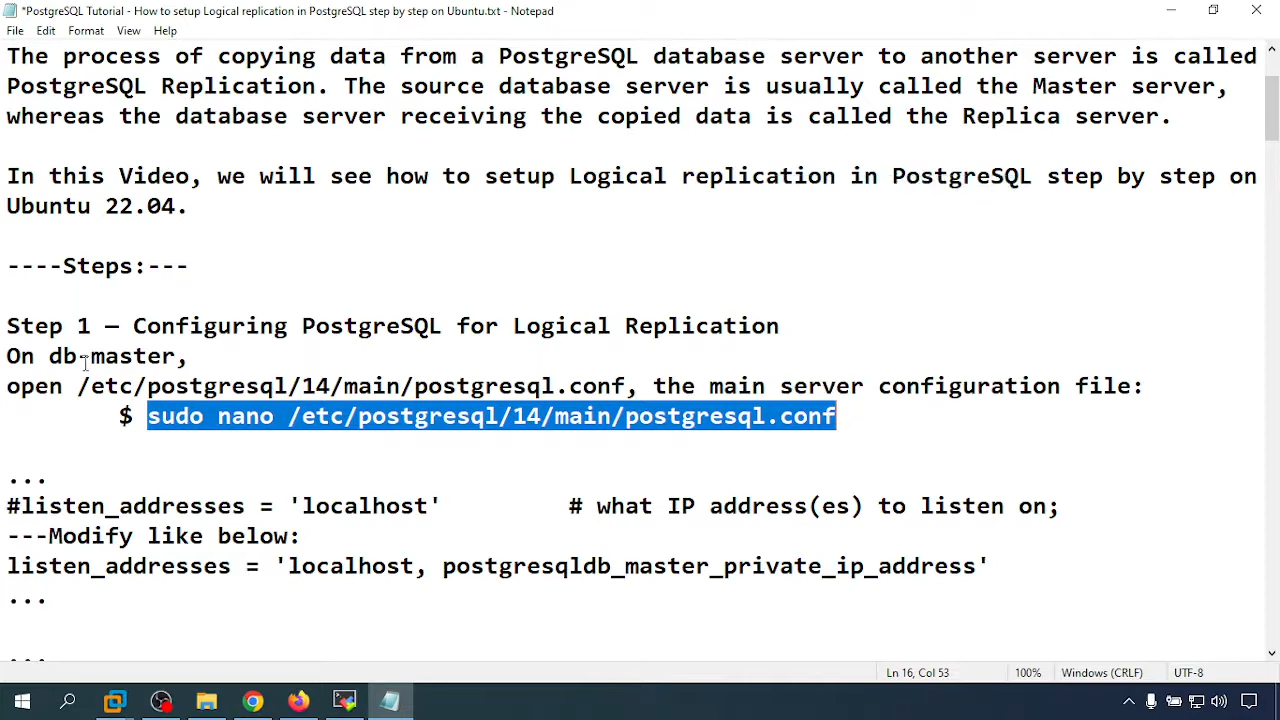 *PostgreSQL Tutorial - How to setup Logical replication in PostgreSQL step by step on Ubuntu.txt - Notepad
File Edit Format View Help
The process of copying data from a PostgreSQL database server to another server is called
PostgreSQL Replication. The source database server is usually called the Master server,
whereas the database server receiving the copied data is called the Replica server.
In this Video, we will see how to setup Logical replication in PostgreSQL step by step on
Ubuntu 22.04.
----Steps:---
Step 1 — Configuring PostgreSQL for Logical Replication
On db-master,
open /etc/postgresql/14/main/postgresql.conf, the main server configuration file:
$ sudo nano /etc/postgresql/14/main/postgresql.conf
...
#listen_addresses = 'localhost' # what IP address(es) to listen on;
---Modify like below:
listen_addresses = 'localhost, postgresqldb_master_private_ip_address'
...
...
Ln 16, Col 53 100% Windows (CRLF) UTF-8